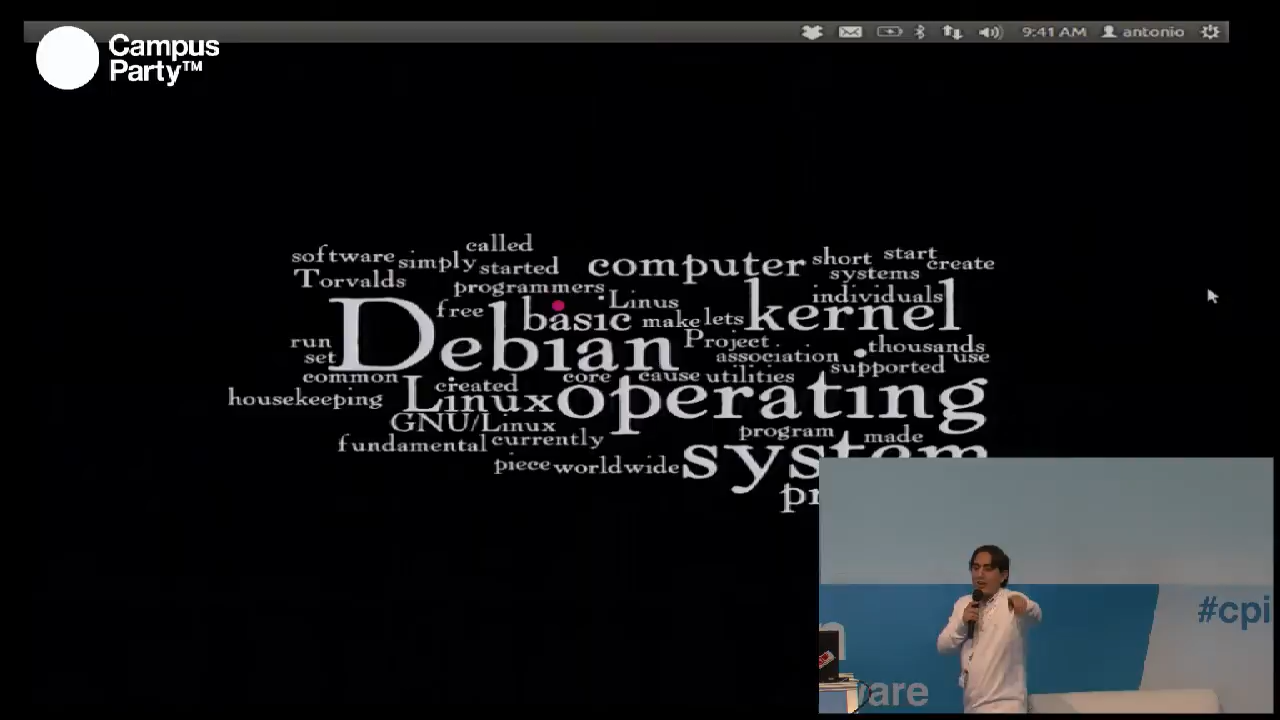 Campus
Party™
9:41 AM antonio
called
software simply started computer short start create
Torvalds programmers systems
free basic Linus make lets kernel individuals
run set Debian Project association thousands
common created core cause utilities supported use
housekeeping Linux operating
GNU/Linux
fundamental currently program made
piece worldwide system
#cpi
ware